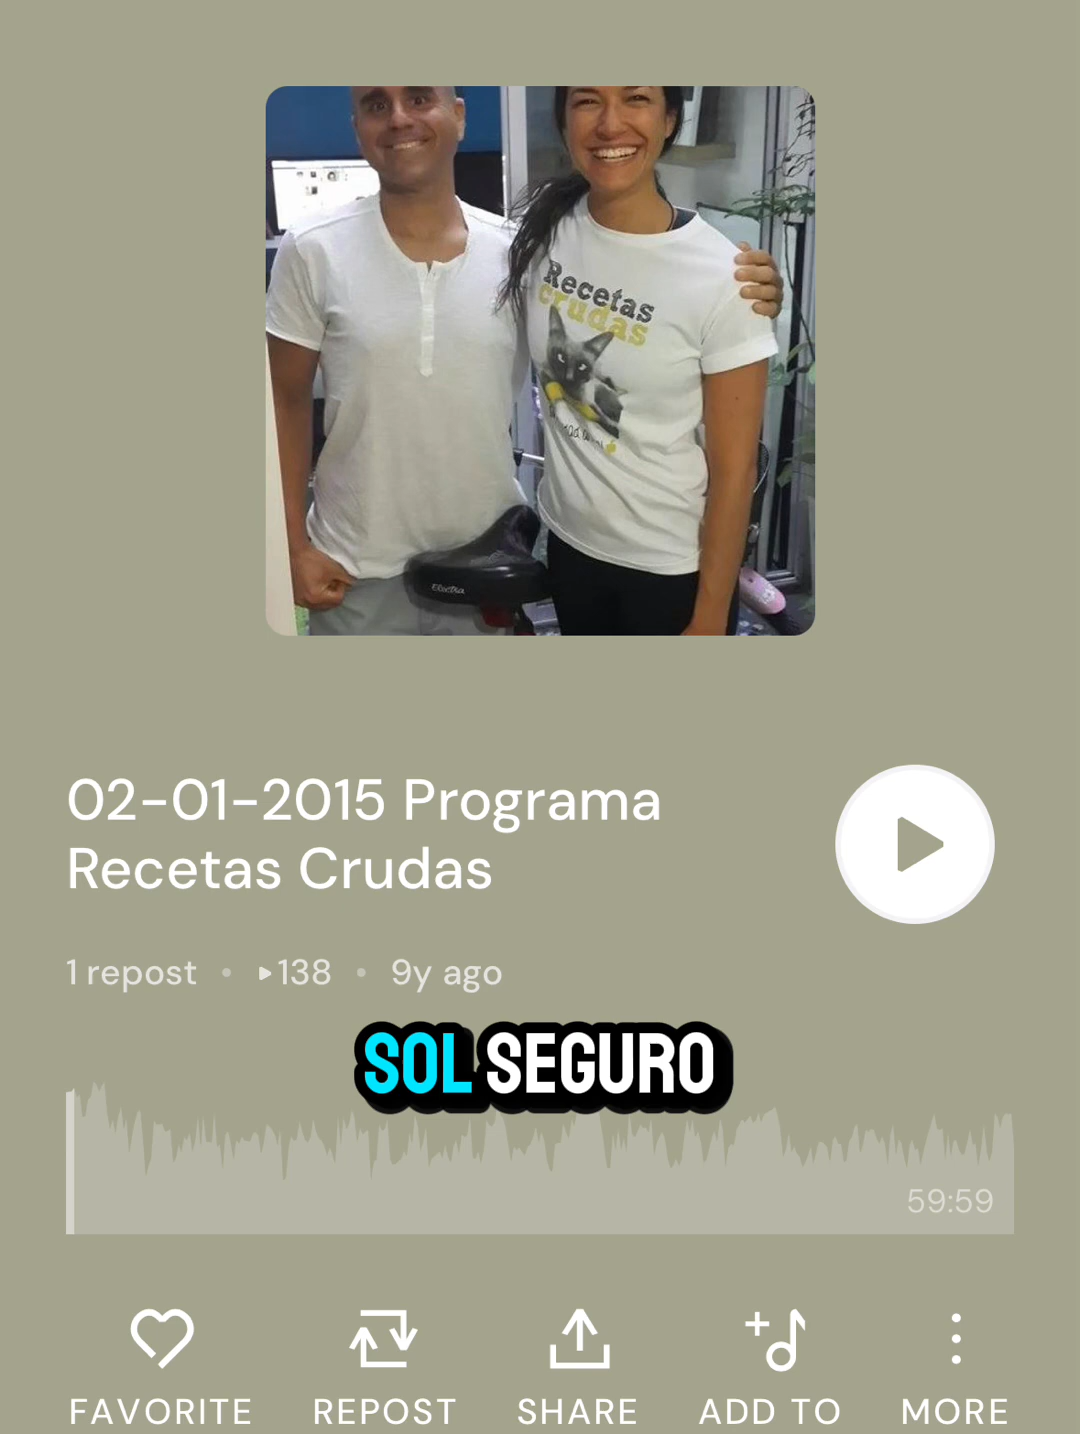 Recetas
crudas
Electra
02-01-2015 Programa
Recetas Crudas
1 repost • 138 • 9y ago
SOL SEGURO
59:59
FAVORITE REPOST SHARE ADD TO MORE